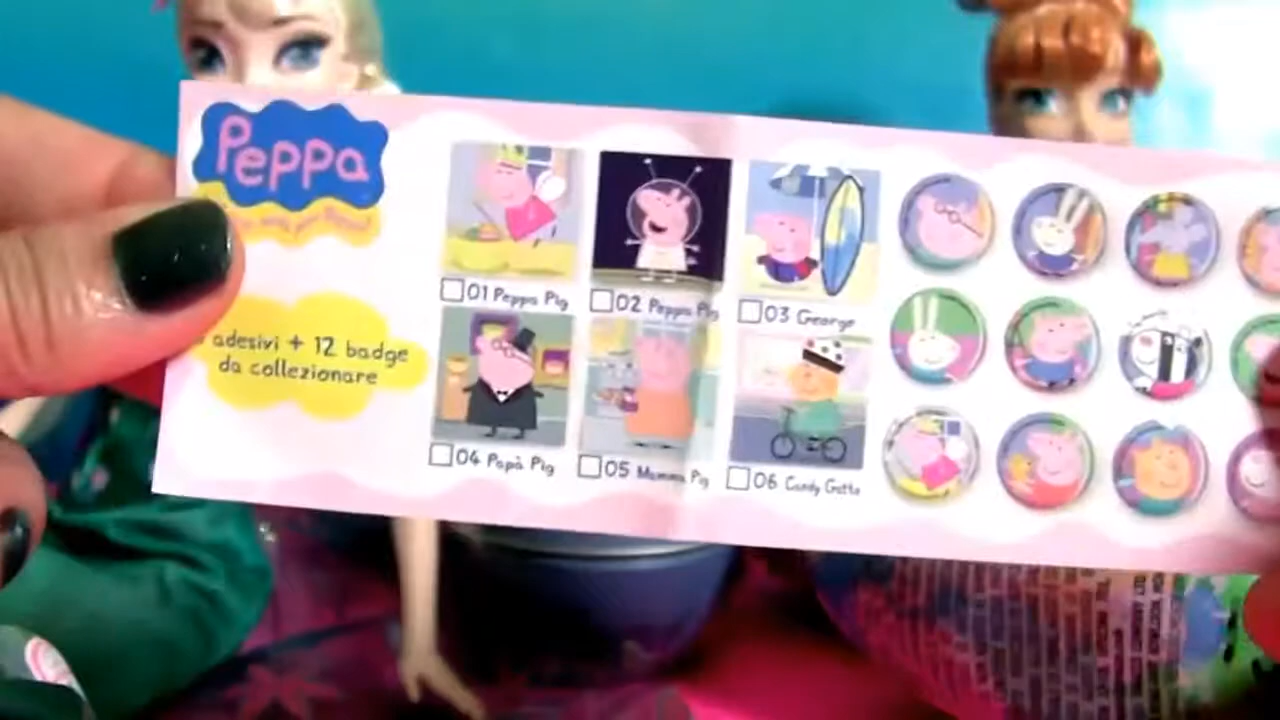 Peppa
adesivi + 12 badge
da collezionare
01 Peppa Pig
02 Peppa Pig
03 George
04 Papà Pig
05 Mamma Pig
06 Candy Gatto